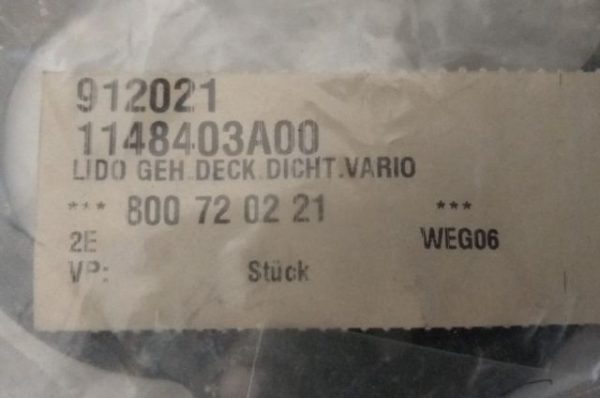 912021
1148403A00
LIDO GEH.DECK.DICHT.VARIO
*** 800 72 02 21 ***
2E WEG06
VP: Stück